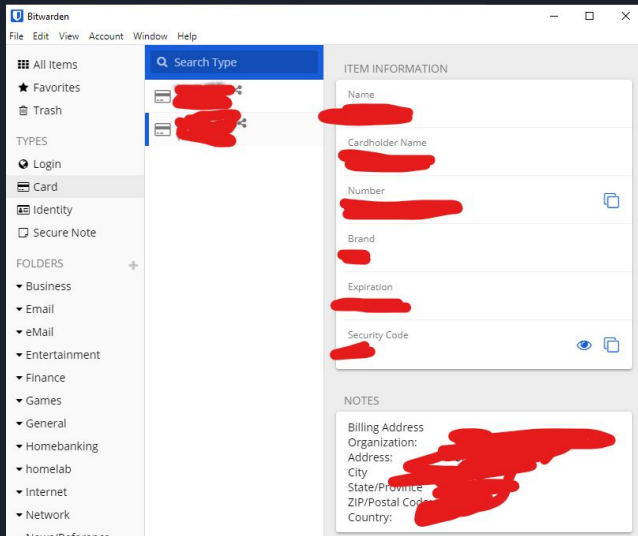 Bitwarden
File Edit View Account Window Help
All Items
Favorites
Trash
TYPES
Login
Card
Identity
Secure Note
FOLDERS
Business
Email
eMail
Entertainment
Finance
Games
General
Homebanking
homelab
Internet
Network
News/Reference
Search Type
ITEM INFORMATION
Name
Cardholder Name
Number
Brand
Expiration
Security Code
NOTES
Billing Address
Organization:
Address:
City
State/Province
ZIP/Postal Code
Country: